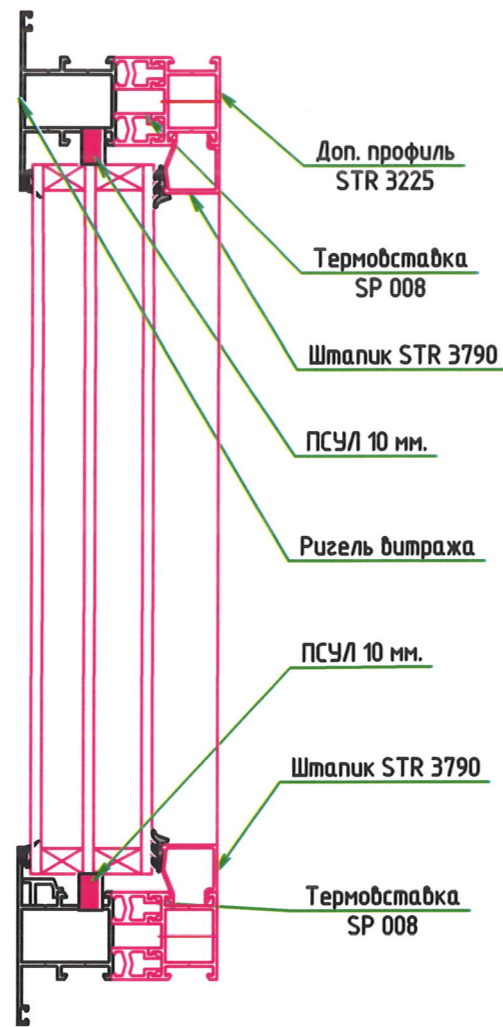 Доп. профиль
STR 3225
Термовставка
SP 008
Штапик STR 3790
ПСУЛ 10 мм.
Ригель витража
ПСУЛ 10 мм.
Штапик STR 3790
Термовставка
SP 008